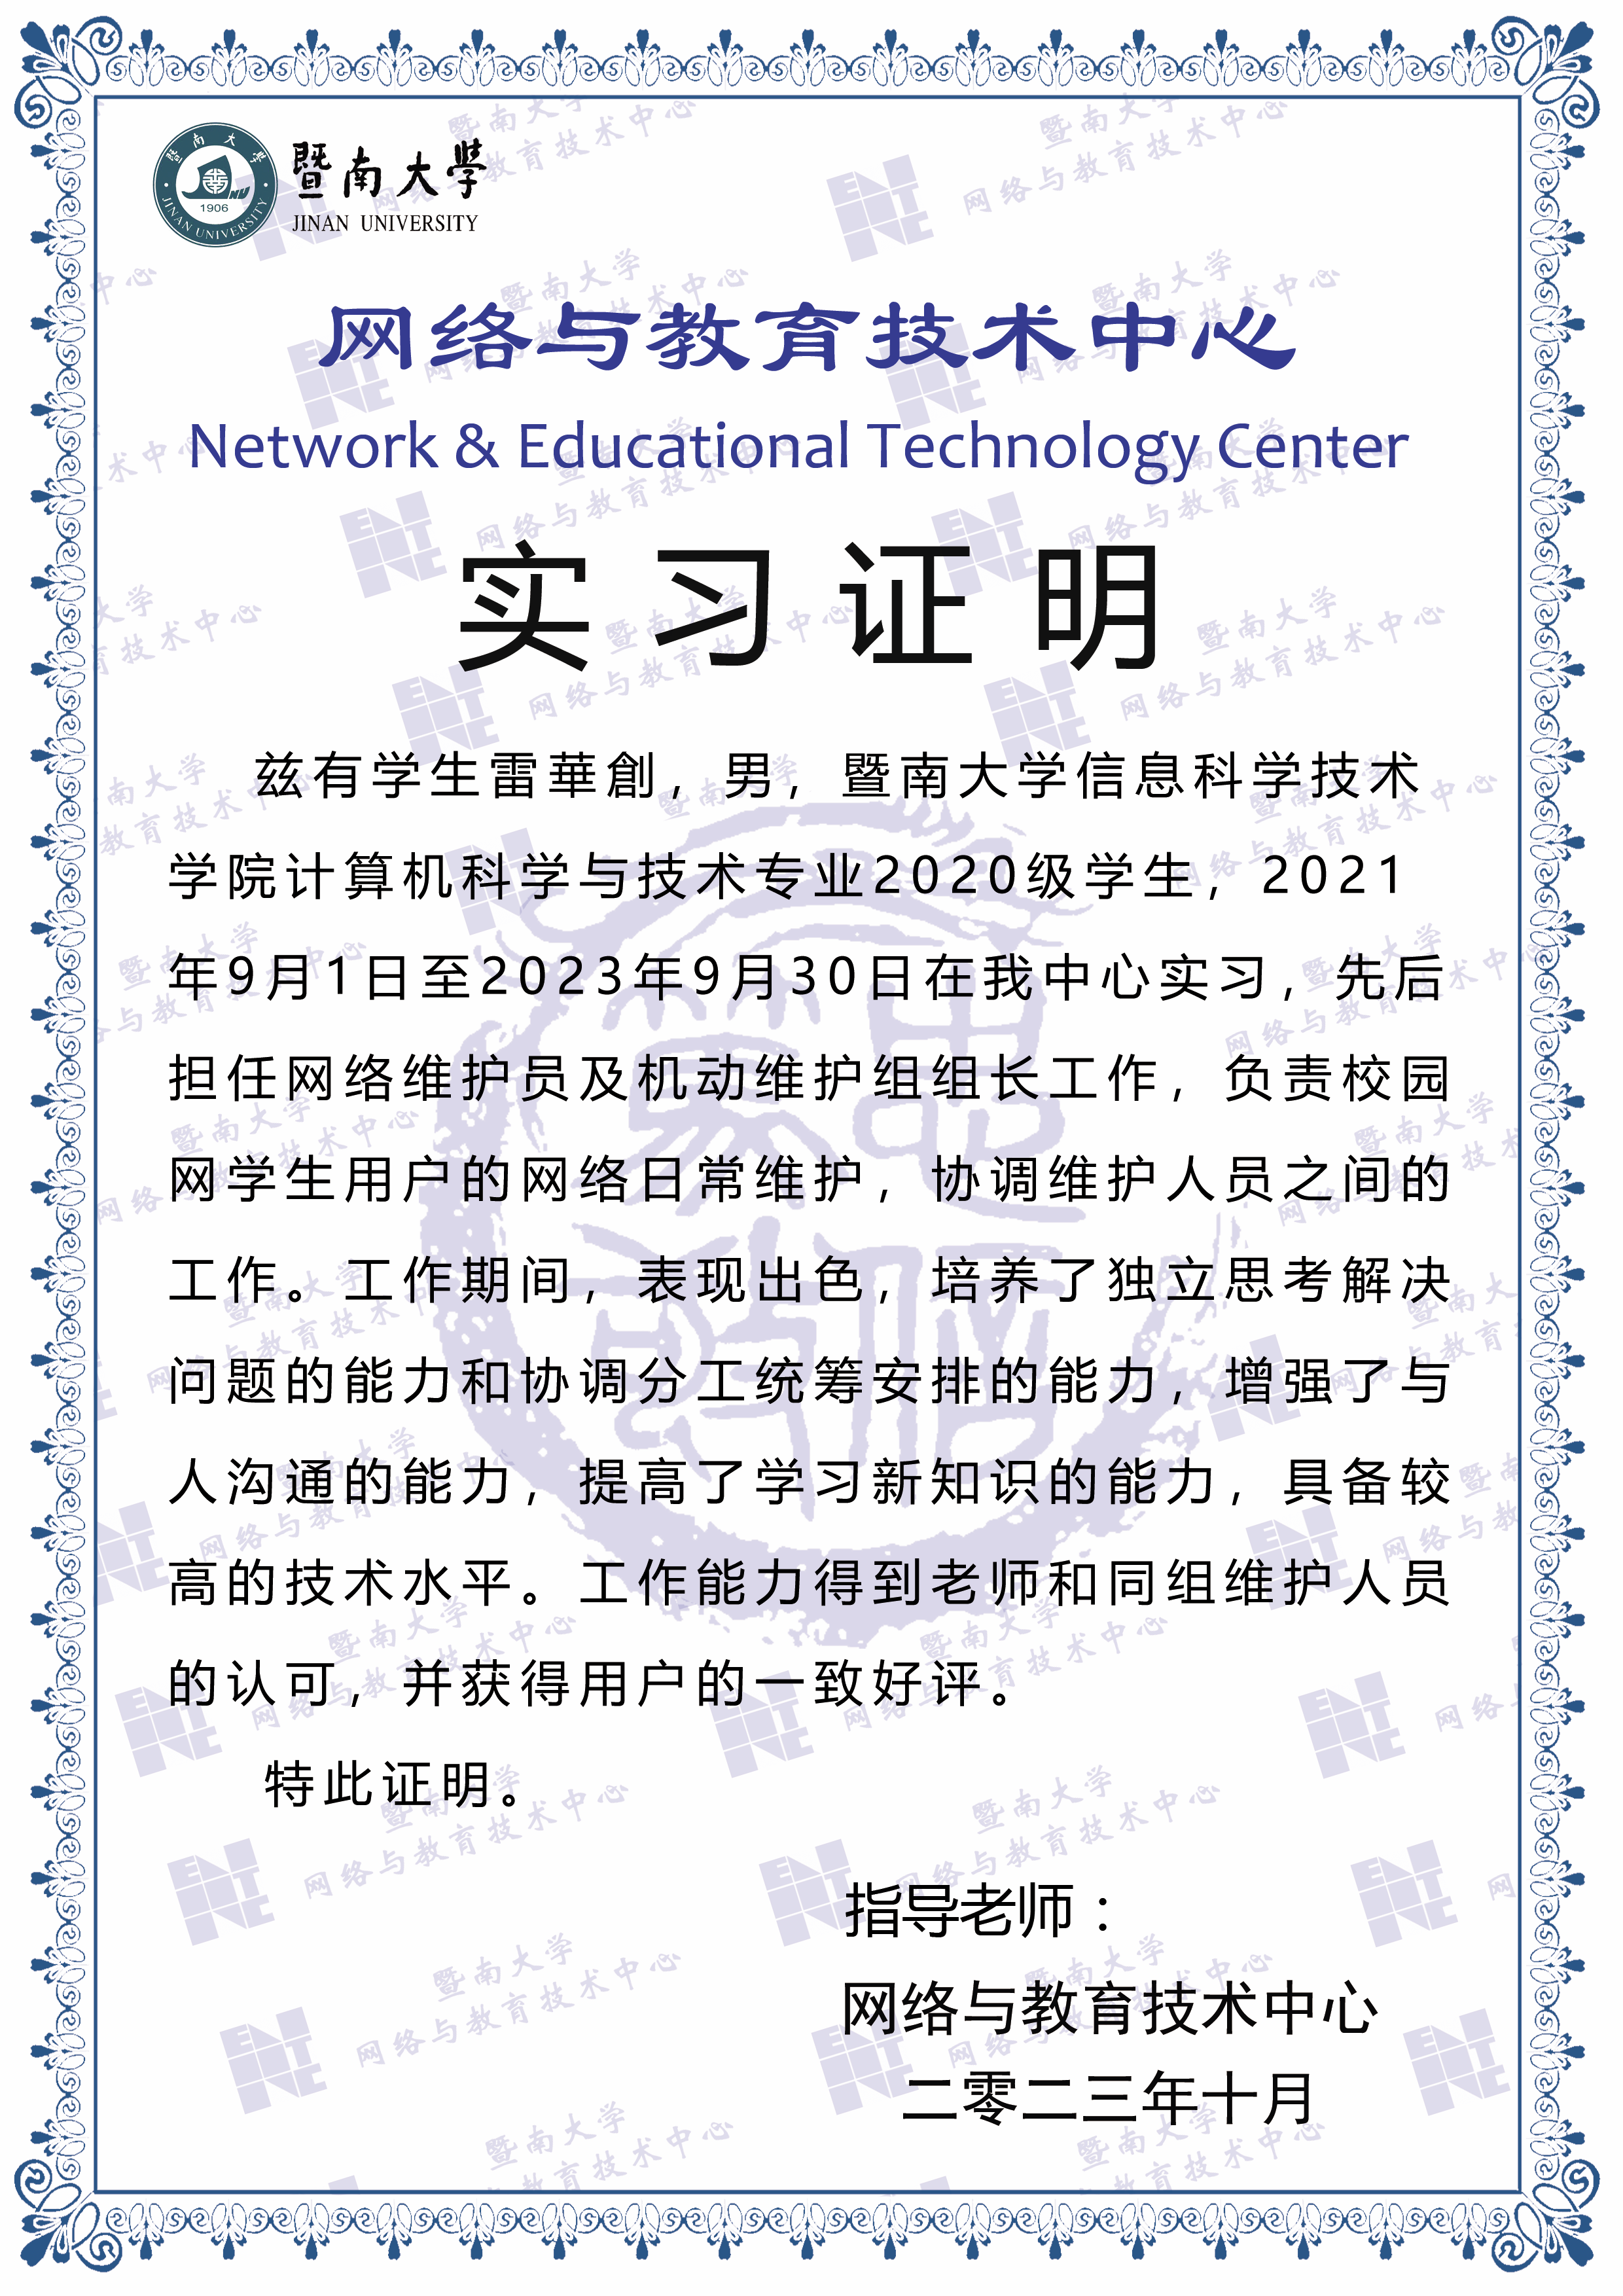 暨南大學
JINAN UNIVERSITY
1906
网络与教育技术中心
Network & Educational Technology Center
实习证明
兹有学生雷華創，男，暨南大学信息科学技术
学院计算机科学与技术专业2020级学生，2021
年9月1日至2023年9月30日在我中心实习，先后
担任网络维护员及机动维护组组长工作，负责校园
网学生用户的网络日常维护，协调维护人员之间的
工作。工作期间，表现出色，培养了独立思考解决
问题的能力和协调分工统筹安排的能力，增强了与
人沟通的能力，提高了学习新知识的能力，具备较
高的技术水平。工作能力得到老师和同组维护人员
的认可，并获得用户的一致好评。
特此证明。
指导老师：
网络与教育技术中心
二零二三年十月